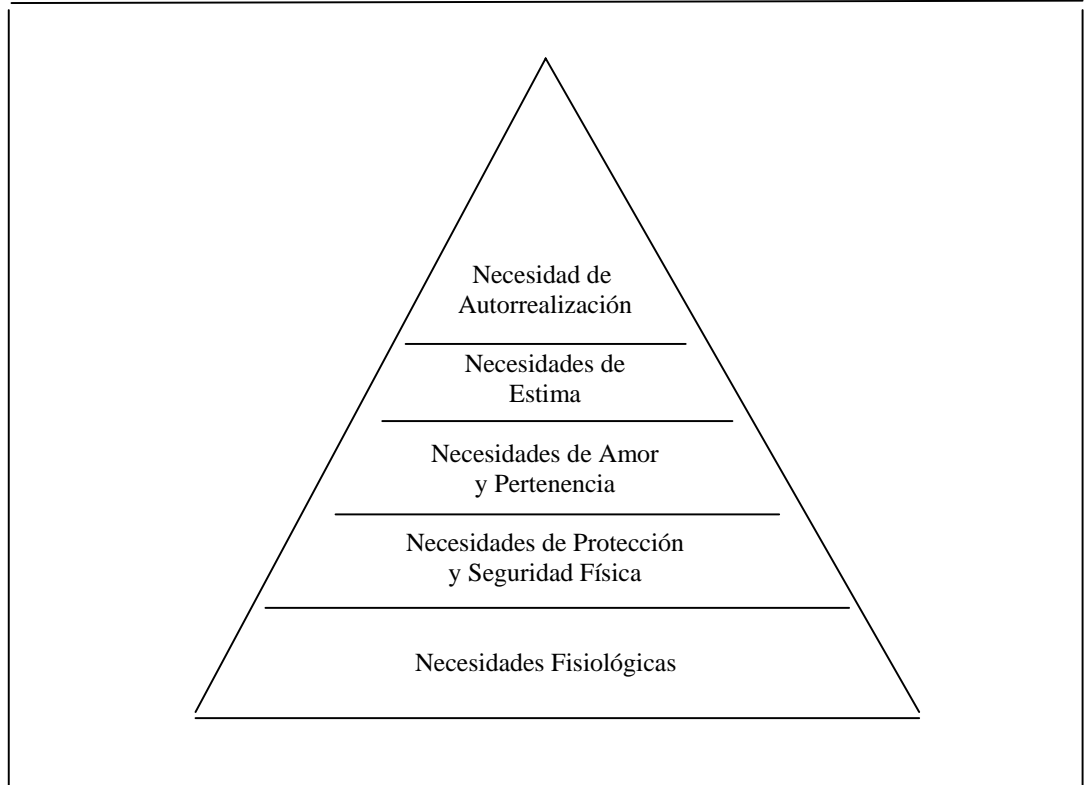 Necesidad de
Autorrealización
Necesidades de
Estima
Necesidades de Amor
y Pertenencia
Necesidades de Protección
y Seguridad Física
Necesidades Fisiológicas